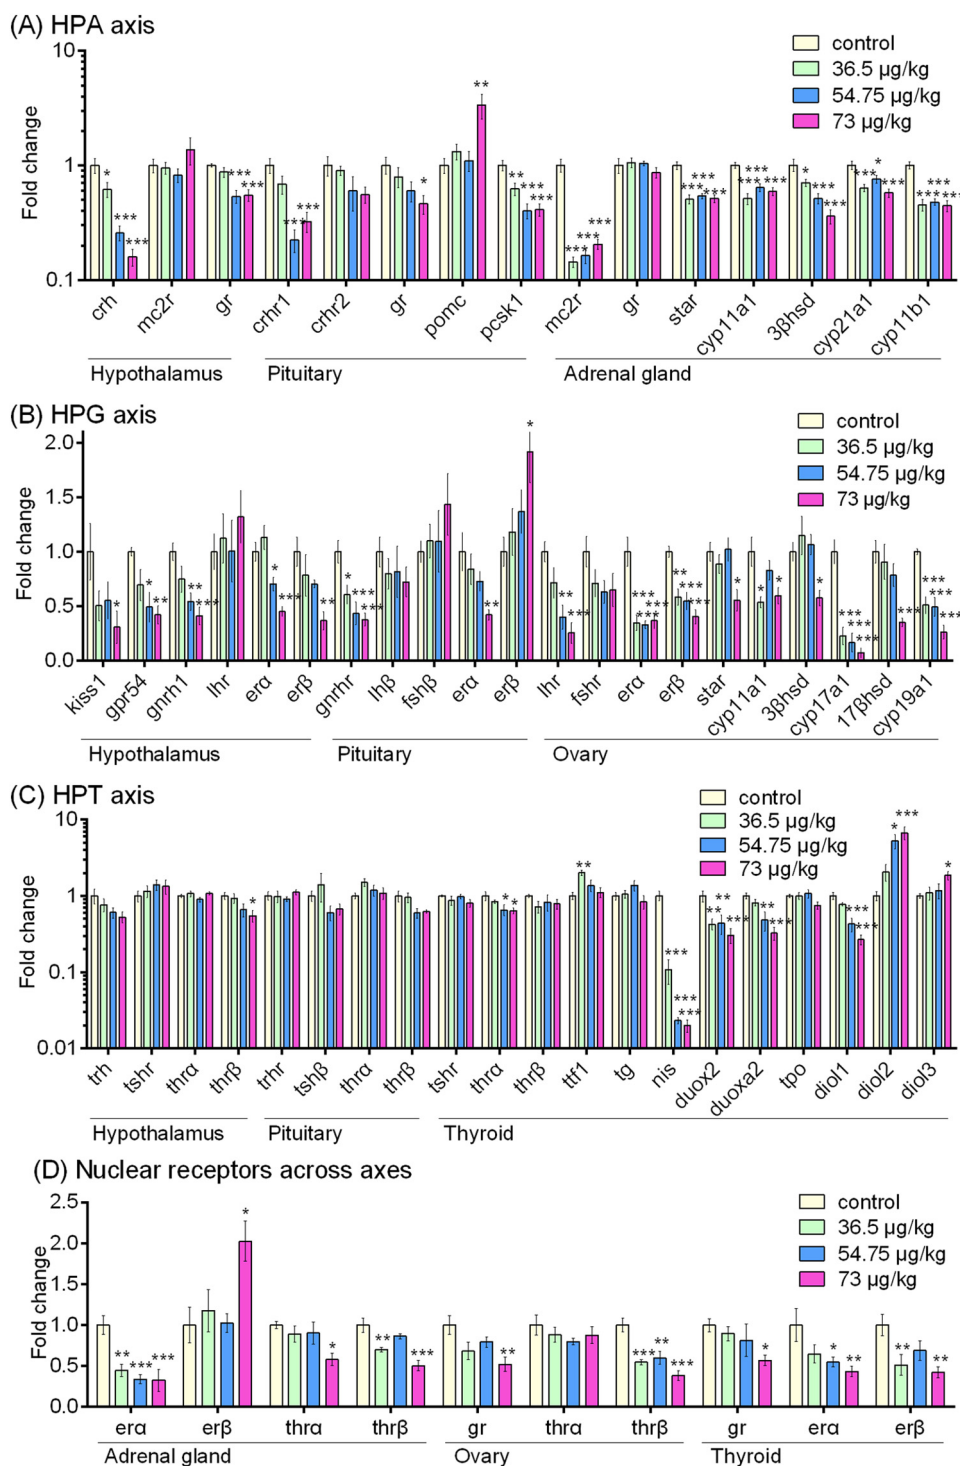 (A) HPA axis
Fold change
10
1
0.1
control
36.5 µg/kg
54.75 µg/kg
73 µg/kg
* *** *** *** *** *** *** * ** ** *** *** *** *** *** *** *** *** *** *** *** * *** *** *** * *** *** *** ***
crh mc2r gr crhr1 crhr2 gr pomc pcsk1 mc2r gr star cyp11a1 3βhsd cyp21a1 cyp11b1
Hypothalamus Pituitary Adrenal gland
(B) HPG axis
Fold change
2.0
1.5
1.0
0.5
0.0
control
36.5 µg/kg
54.75 µg/kg
73 µg/kg
* * ** ** *** * *** * * *** *** ** * ** * *** *** *** ** *** *** * * * * *** *** *** *** *** *** ***
kiss1 gpr54 gnrh1 lhr erα erβ gnrhr lhβ fshβ erα erβ lhr fshr erα erβ star cyp11a1 3βhsd cyp17a1 17βhsd cyp19a1
Hypothalamus Pituitary Ovary
(C) HPT axis
Fold change
10
1
0.1
0.01
control
36.5 µg/kg
54.75 µg/kg
73 µg/kg
* * * ** *** *** *** ** ** *** ** *** *** *** * *** *
trh tshr thrα thrβ trhr tshβ thrα thrβ tshr thrα thrβ ttf1 tg nis duox2 duoxa2 tpo diol1 diol2 diol3
Hypothalamus Pituitary Thyroid
(D) Nuclear receptors across axes
Fold change
2.5
2.0
1.5
1.0
0.5
0.0
control
36.5 µg/kg
54.75 µg/kg
73 µg/kg
** *** *** * * ** *** ** *** ** *** * * ** ** **
erα erβ thrα thrβ gr thrα thrβ gr erα erβ
Adrenal gland Ovary Thyroid